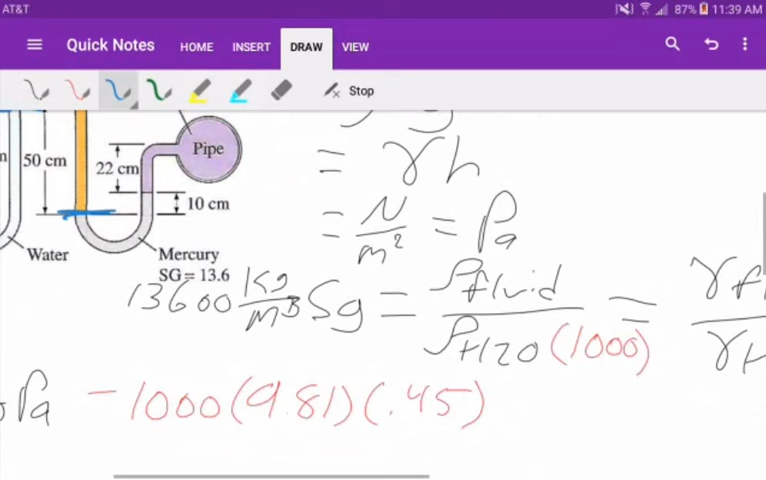 AT&T 87% 11:39 AM
Quick Notes HOME INSERT DRAW VIEW
Stop
50 cm
Pipe
22 cm
10 cm
Water
Mercury
SG = 13.6
= γh
= N/m² = Pa
13600 Kg/m³ Sg = ρfluid / ρH20 (1000) =
Pa - 1000(9.81)(.45)